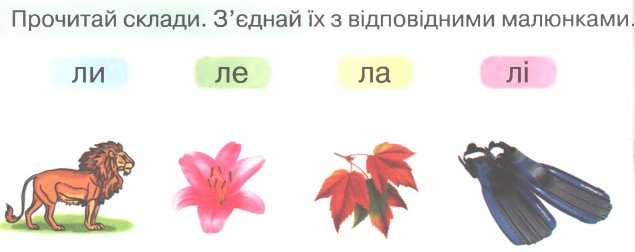 Прочитай склади. З’єднай їх з відповідними малюнками.
ли ле ла лі